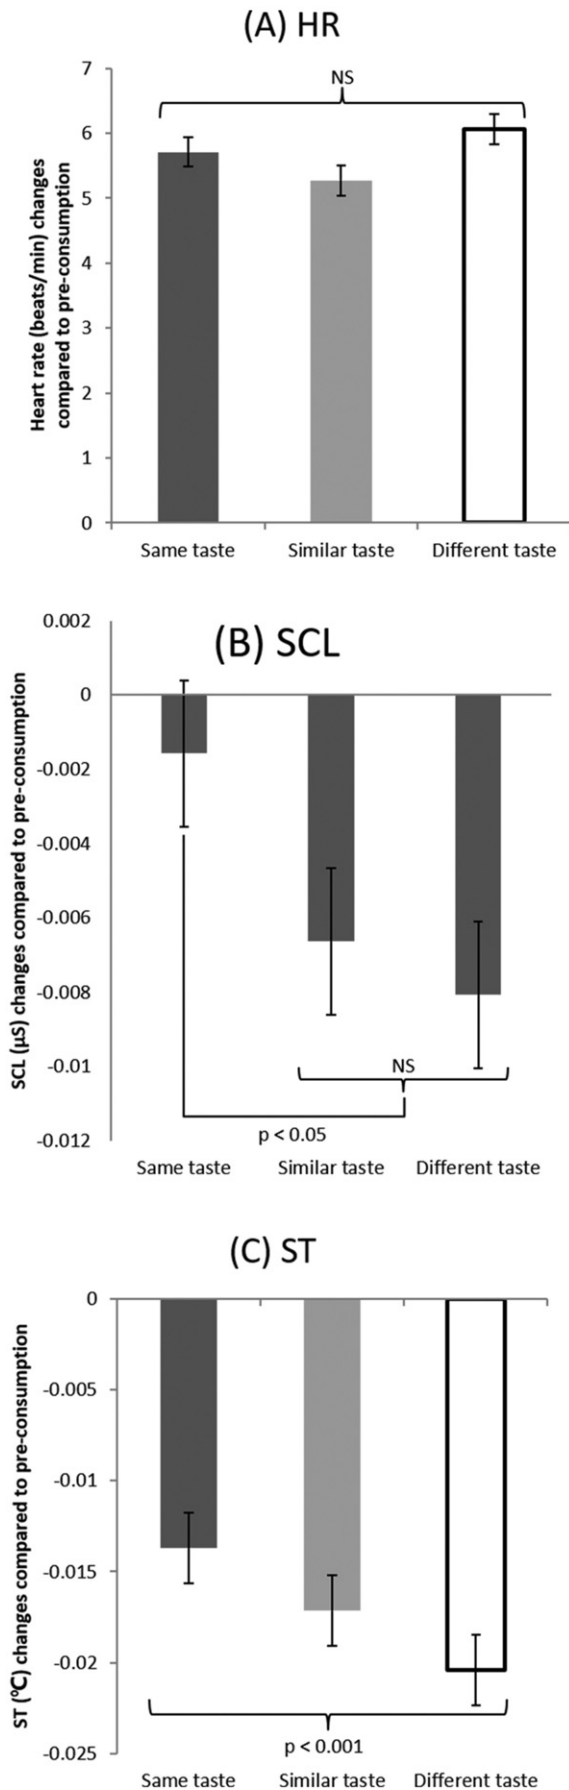 (A) HR
Heart rate (beats/min) changes
compared to pre-consumption
7
6
5
4
3
2
1
0
NS
Same taste
Similar taste
Different taste
(B) SCL
SCL (µS) changes compared to pre-consumption
0.002
0
-0.002
-0.004
-0.006
-0.008
-0.01
-0.012
NS
p < 0.05
Same taste
Similar taste
Different taste
(C) ST
ST (℃) changes compared to pre-consumption
0
-0.005
-0.01
-0.015
-0.02
-0.025
p < 0.001
Same taste
Similar taste
Different taste